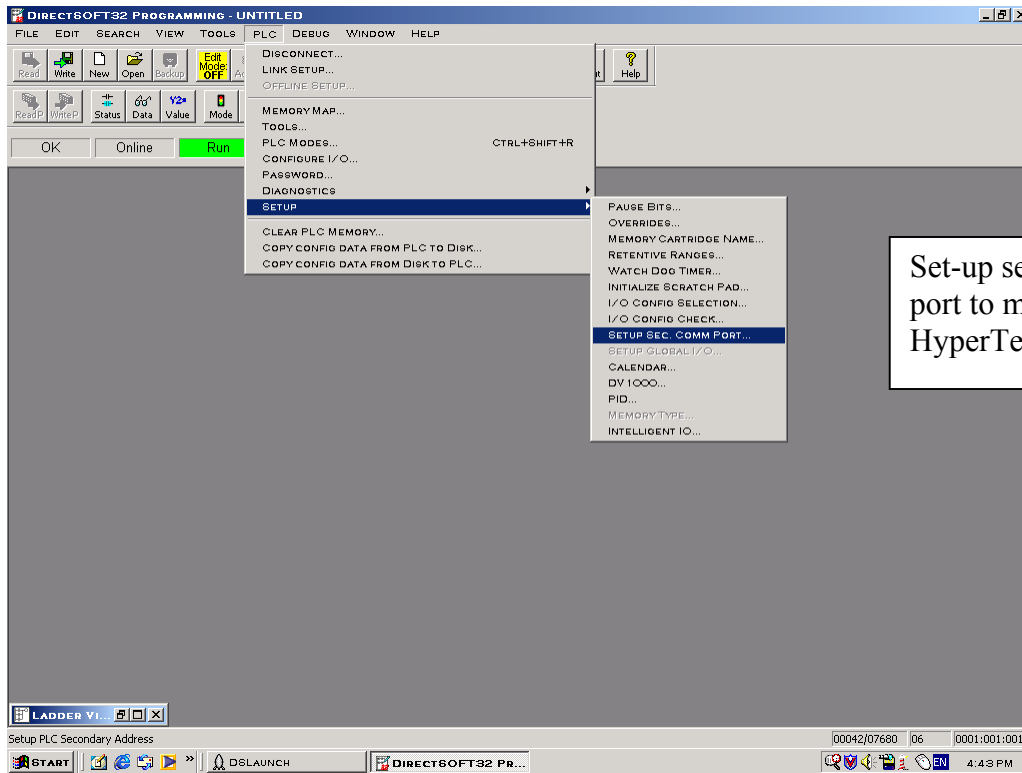 DirectSOFT32 Programming - UNTITLED
File Edit Search View Tools PLC Debug Window Help
Read Write New Open Backup Edit Mode: OFF Help
Disconnect...
Link Setup...
Offline Setup...
ReadP WriteP Status Data Value Mode
Memory Map...
Tools...
PLC Modes... Ctrl+Shift+R
OK Online Run
Configure I/O...
Password...
Diagnostics
Setup
Clear PLC Memory...
Copy config data from PLC to Disk...
Copy config data from Disk to PLC...
Pause Bits...
Overrides...
Memory Cartridge Name...
Retentive Ranges...
Watch Dog Timer...
Initialize Scratch Pad...
I/O Config Selection...
I/O Config Check...
Setup Sec. Comm Port...
Setup Global I/O...
Calendar...
DV 1000...
PID...
Memory Type...
Intelligent IO...
Set-up se
port to m
HyperTe
Ladder Vi...
Setup PLC Secondary Address 00042/07680 06 0001:001:001
Start » DSLaunch DirectSOFT32 Pr... EN 4:43 PM